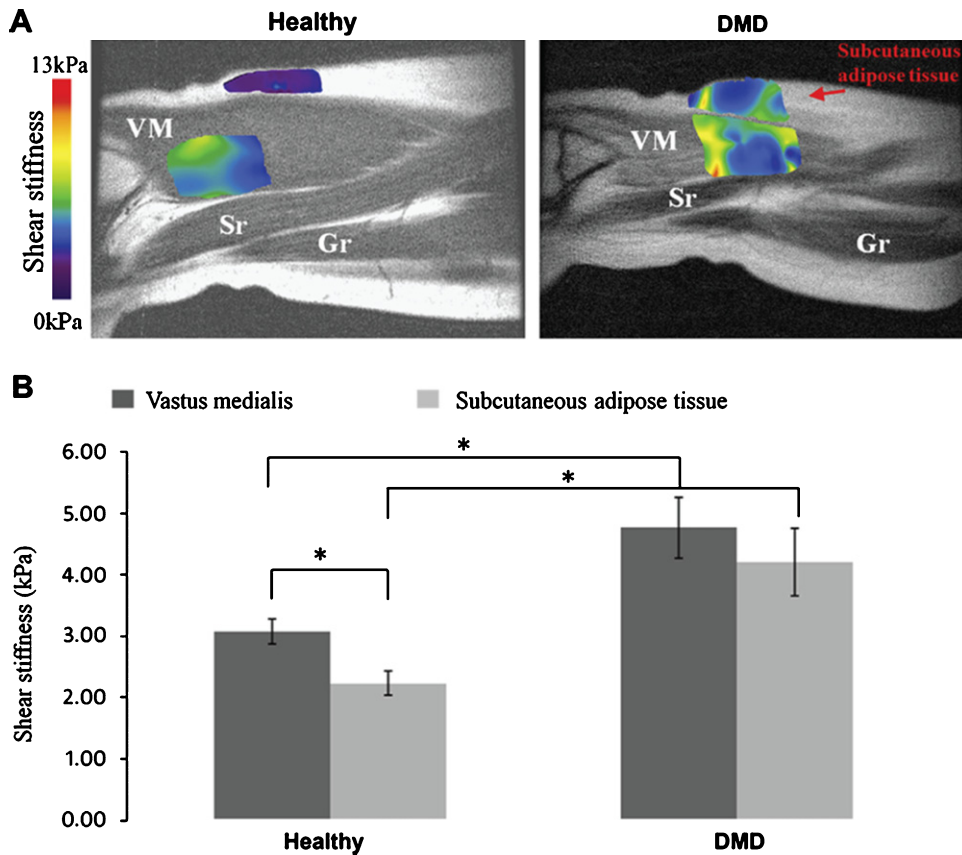 A
Healthy
DMD
13kPa
Shear stiffness
0kPa
VM
Sr
Gr
Subcutaneous
adipose tissue
VM
Sr
Gr
B
Vastus medialis
Subcutaneous adipose tissue
Shear stiffness (kPa)
6.00
5.00
4.00
3.00
2.00
1.00
0.00
*
*
*
Healthy
DMD